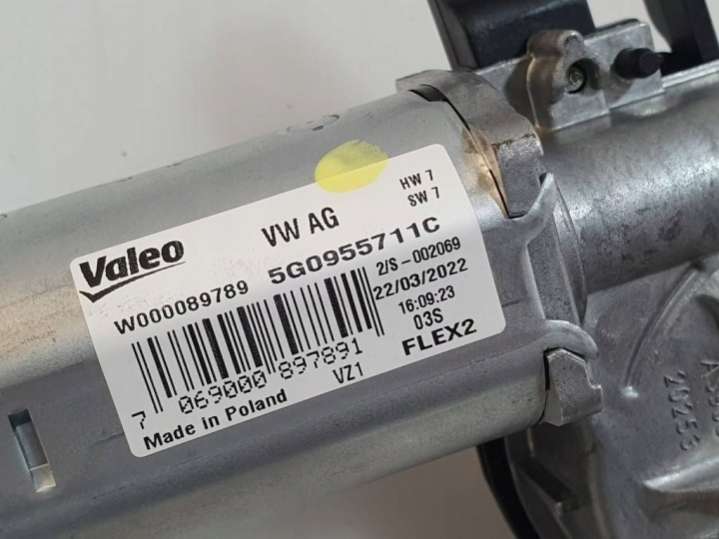 Valeo
VW AG
HW 7
SW 7
W000089789
5G0955711C
2/S-002069
22/03/2022
16:09:23
03S
FLEX2
7 069000 897891
VZ1
Made in Poland